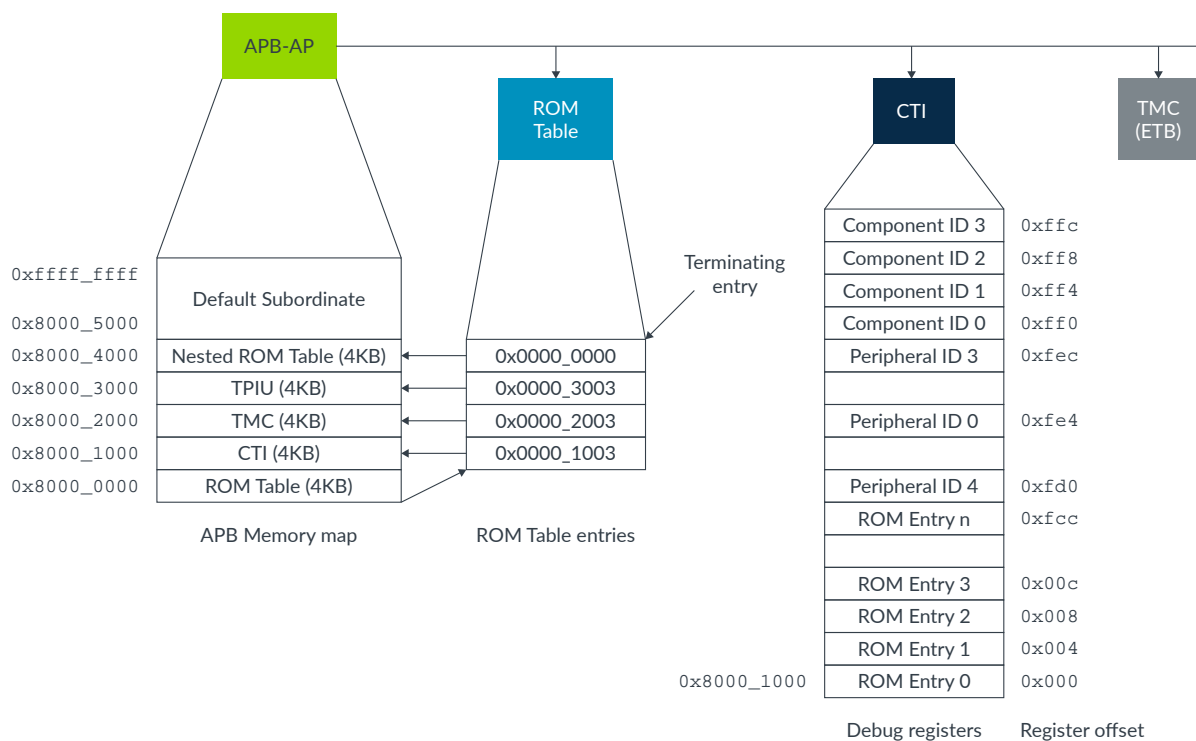 APB-AP
ROM
Table
CTI
TMC
(ETB)
0xffff_ffff
Default Subordinate
0x8000_5000
0x8000_4000
Nested ROM Table (4KB)
0x8000_3000
TPIU (4KB)
0x8000_2000
TMC (4KB)
0x8000_1000
CTI (4KB)
0x8000_0000
ROM Table (4KB)
APB Memory map
Terminating
entry
0x0000_0000
0x0000_3003
0x0000_2003
0x0000_1003
ROM Table entries
Component ID 3
0xffc
Component ID 2
0xff8
Component ID 1
0xff4
Component ID 0
0xff0
Peripheral ID 3
0xfec
Peripheral ID 0
0xfe4
Peripheral ID 4
0xfd0
ROM Entry n
0xfcc
ROM Entry 3
0x00c
ROM Entry 2
0x008
ROM Entry 1
0x004
0x8000_1000
ROM Entry 0
0x000
Debug registers
Register offset